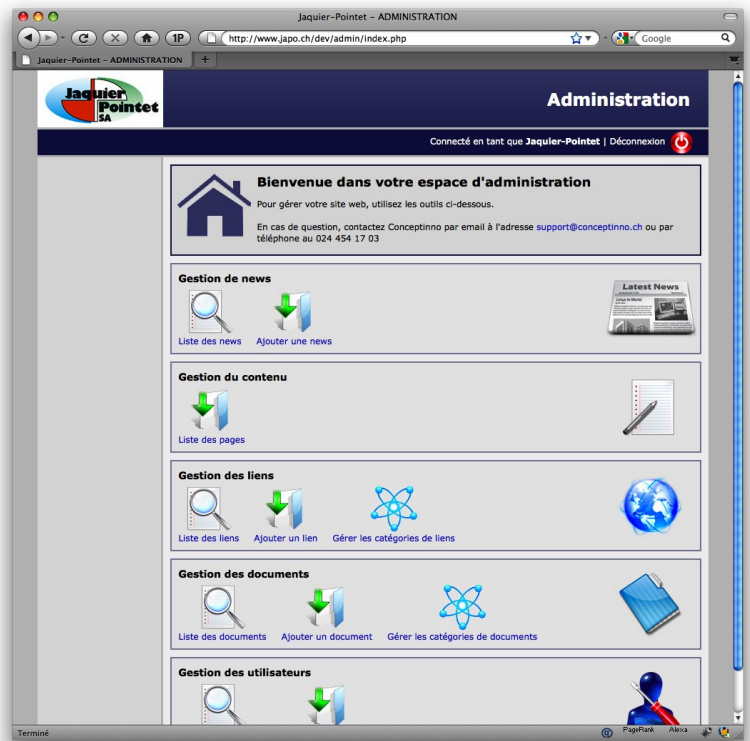 Jaquier-Pointet – ADMINISTRATION
1P
http://www.japo.ch/dev/admin/index.php
Google
Jaquier-Pointet – ADMINISTRATION
Jaquier
Pointet
SA
Administration
Connecté en tant que Jaquier-Pointet | Déconnexion
Bienvenue dans votre espace d'administration
Pour gérer votre site web, utilisez les outils ci-dessous.
En cas de question, contactez Conceptinno par email à l'adresse support@conceptinno.ch ou par
téléphone au 024 454 17 03
Gestion de news
Latest News
Liste des news
Ajouter une news
Gestion du contenu
Liste des pages
Gestion des liens
Liste des liens
Ajouter un lien
Gérer les catégories de liens
Gestion des documents
Liste des documents
Ajouter un document
Gérer les catégories de documents
Gestion des utilisateurs
Terminé
PageRank
Alexa